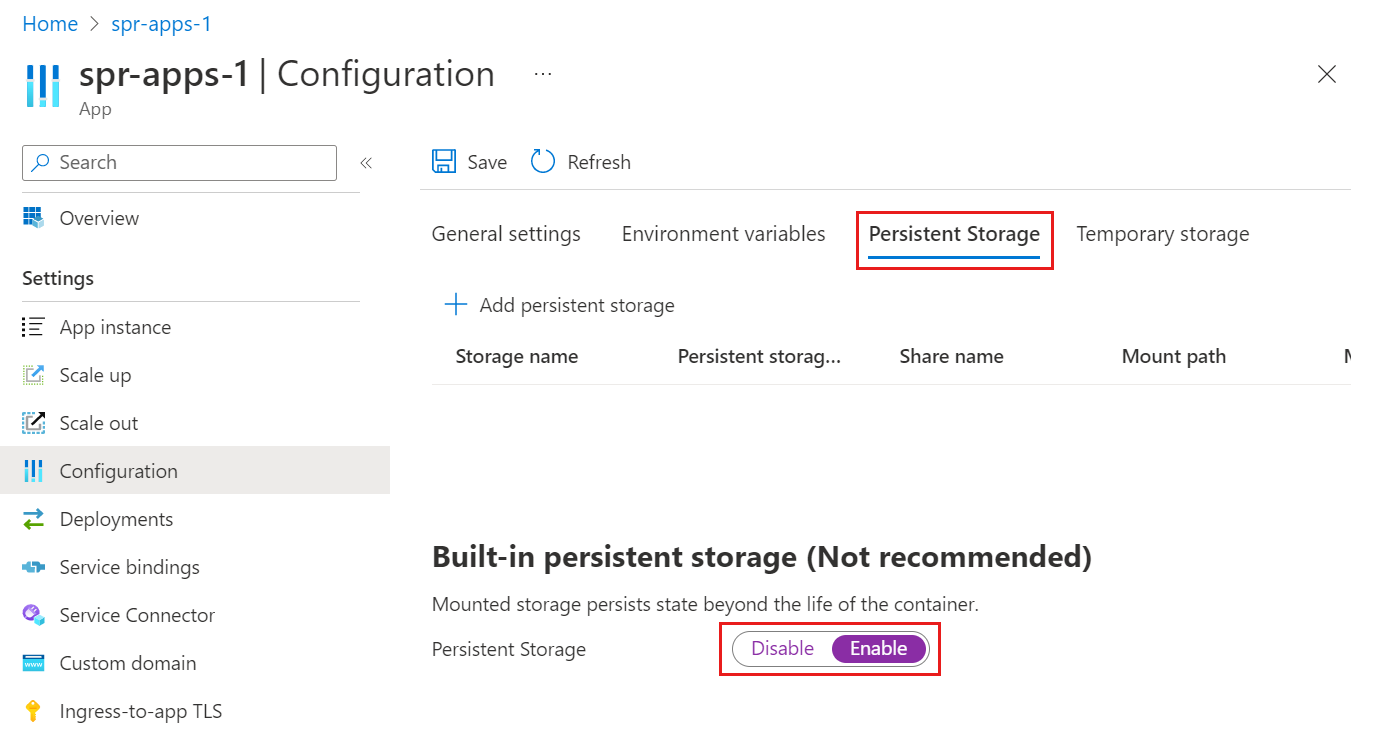 Home > spr-apps-1
spr-apps-1 | Configuration ...
App
Search «
Overview
Settings
App instance
Scale up
Scale out
Configuration
Deployments
Service bindings
Service Connector
Custom domain
Ingress-to-app TLS
Save Refresh
General settings Environment variables Persistent Storage Temporary storage
+ Add persistent storage
Storage name Persistent storag... Share name Mount path
Built-in persistent storage (Not recommended)
Mounted storage persists state beyond the life of the container.
Persistent Storage Disable Enable